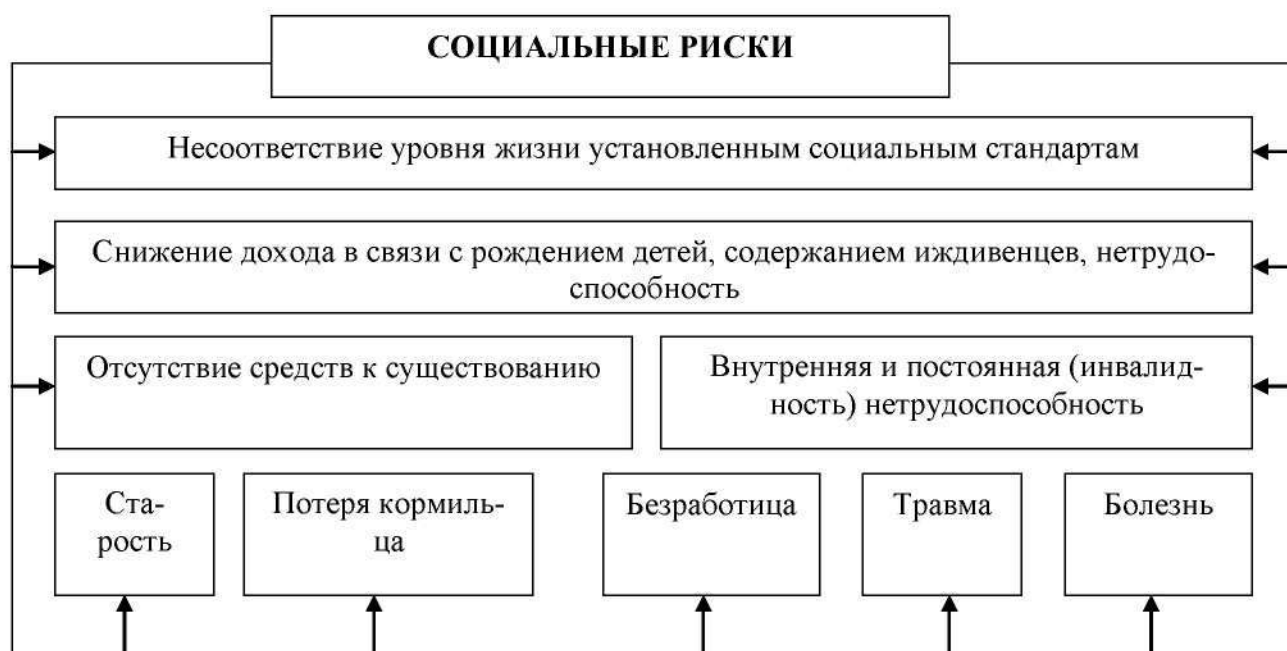 СОЦИАЛЬНЫЕ РИСКИ
Несоответствие уровня жизни установленным социальным стандартам
Снижение дохода в связи с рождением детей, содержанием иждивенцев, нетрудо-
способность
Отсутствие средств к существованию
Внутренняя и постоянная (инвалид-
ность) нетрудоспособность
Ста-
рость
Потеря кормиль-
ца
Безработица
Травма
Болезнь